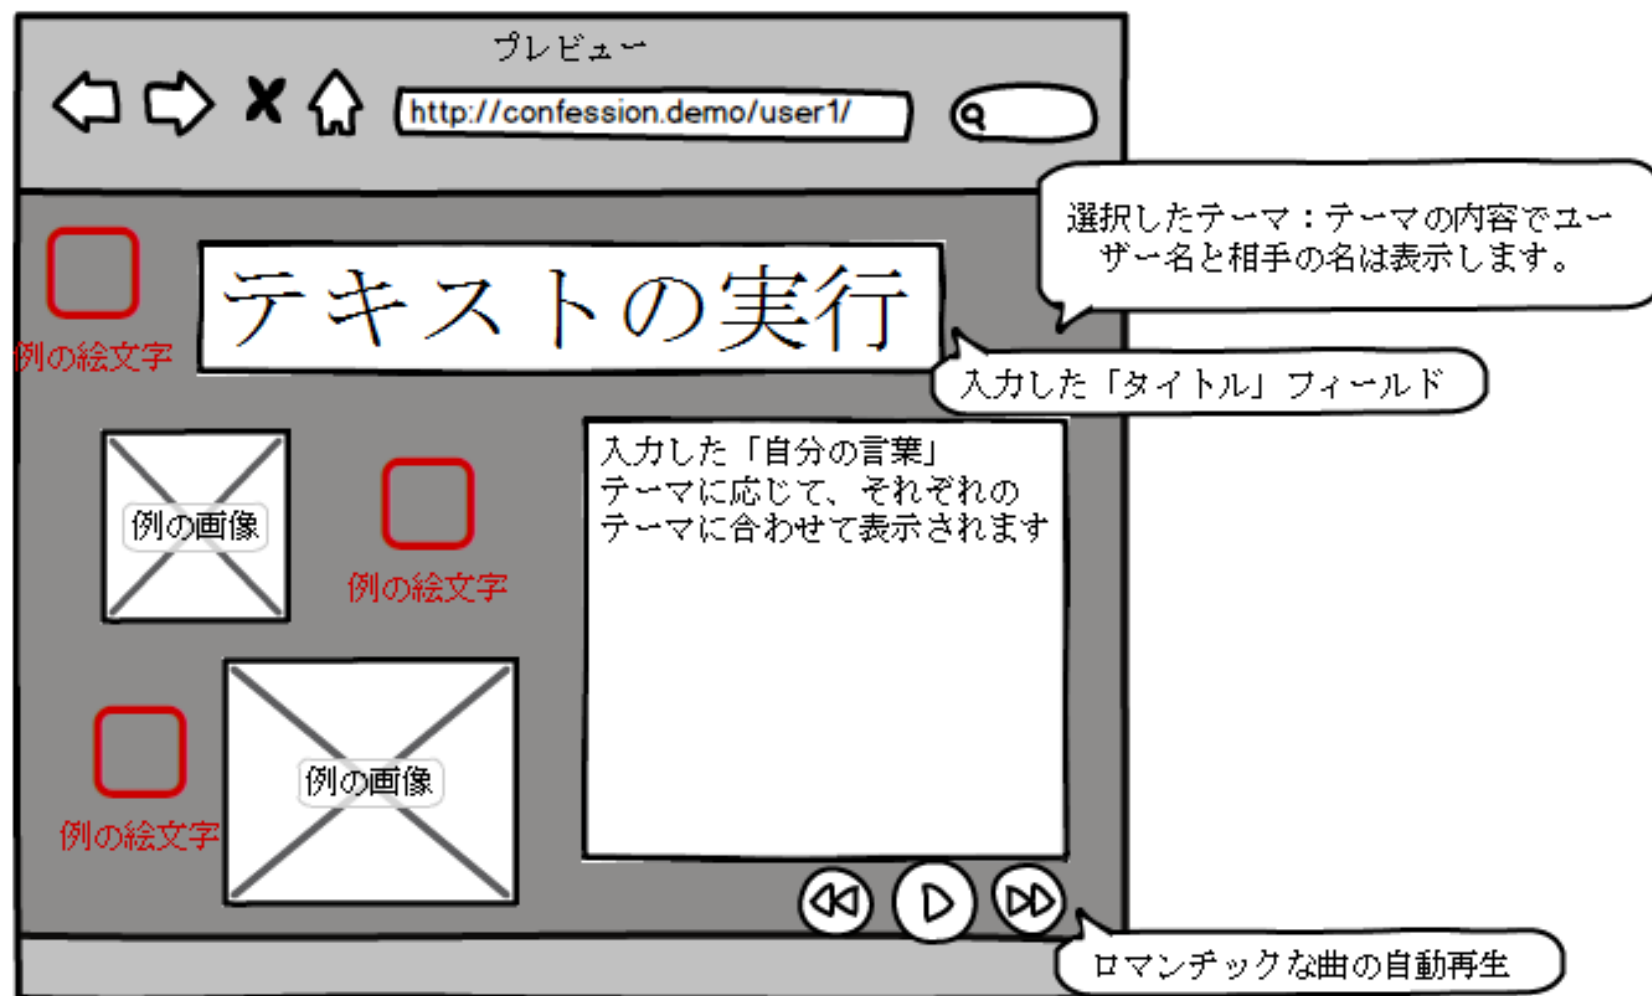 プレビュー
http://confession.demo/user1/
選択したテーマ：テーマの内容でユー
ザー名と相手の名は表示します。
テキストの実行
例の絵文字
入力した「タイトル」フィールド
入力した「自分の言葉」
テーマに応じて、それぞれの
テーマに合わせて表示されます
例の画像
例の絵文字
例の画像
例の絵文字
ロマンチックな曲の自動再生